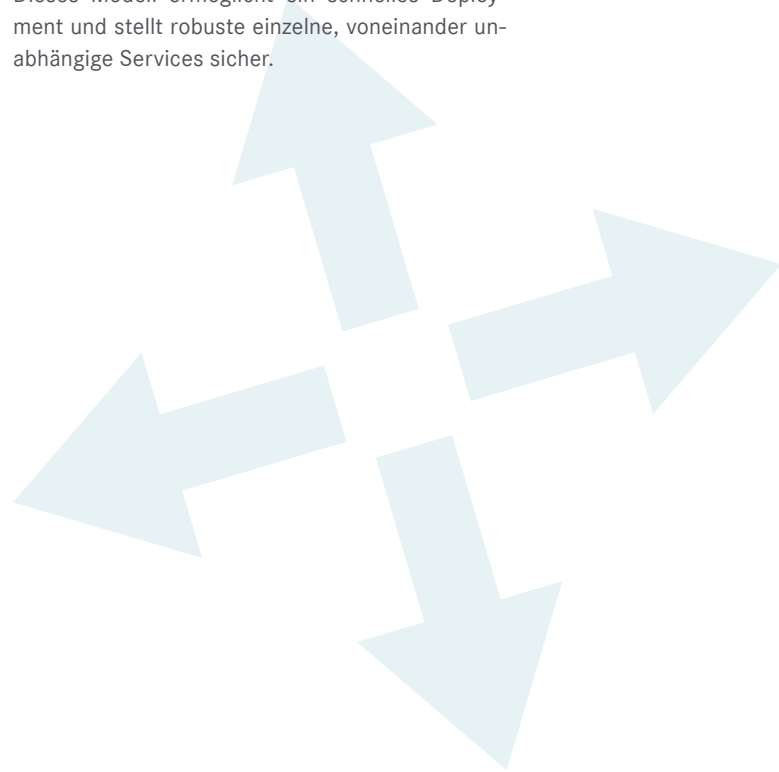 Dieses Modell ermöglicht ein schnelles Deploy-
ment und stellt robuste einzelne, voneinander un-
abhängige Services sicher.